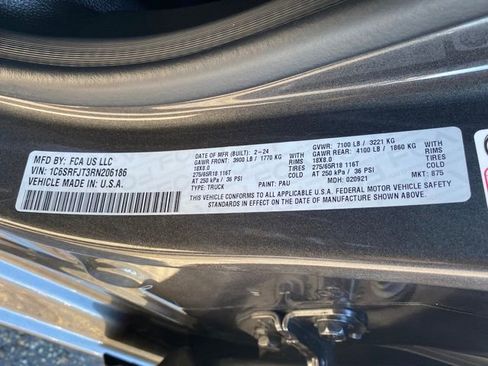 MFD BY: FCA US LLC
VIN: 1C6SRFJT3RN206186
VEHICLE MADE IN: U.S.A.
DATE OF MFR (BUILT): 2-24
GAWR FRONT: 3900 LB / 1770 KG WITH
18X8.0 RIMS
275/65R18 116T TIRES
AT 250 kPa / 36 PSI COLD
TYPE: TRUCK PAINT: PAU
GVWR: 7100 LB / 3221 KG
GAWR REAR: 4100 LB / 1860 KG WITH
18X8.0 RIMS
275/65R18 116T TIRES
AT 250 kPa / 36 PSI COLD
MDH: 020921 MKT: 875
THIS VEHICLE CONFORMS TO ALL APPLICABLE U.S.A. FEDERAL MOTOR VEHICLE SAFETY
STANDARDS IN EFFECT ON THE DATE OF MANUFACTURE SHOWN ABOVE.